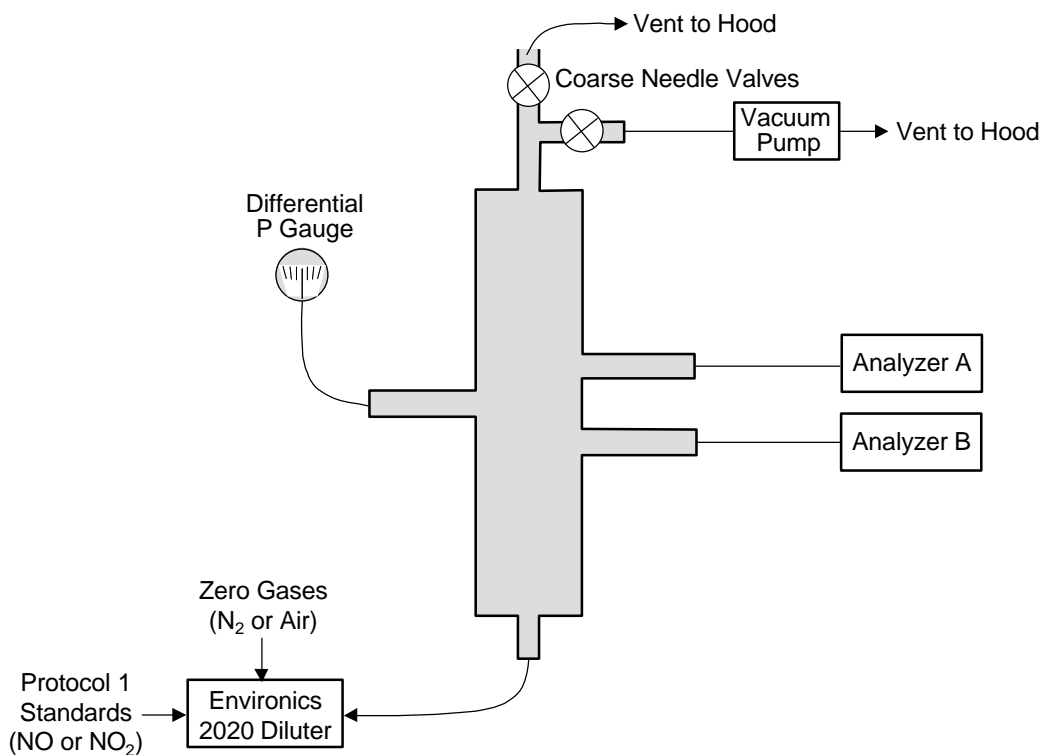 Vent to Hood
Coarse Needle Valves
Vacuum
Pump
Vent to Hood
Differential
P Gauge
Analyzer A
Analyzer B
Zero Gases
(N₂ or Air)
Protocol 1
Standards
(NO or NO₂)
Environics
2020 Diluter